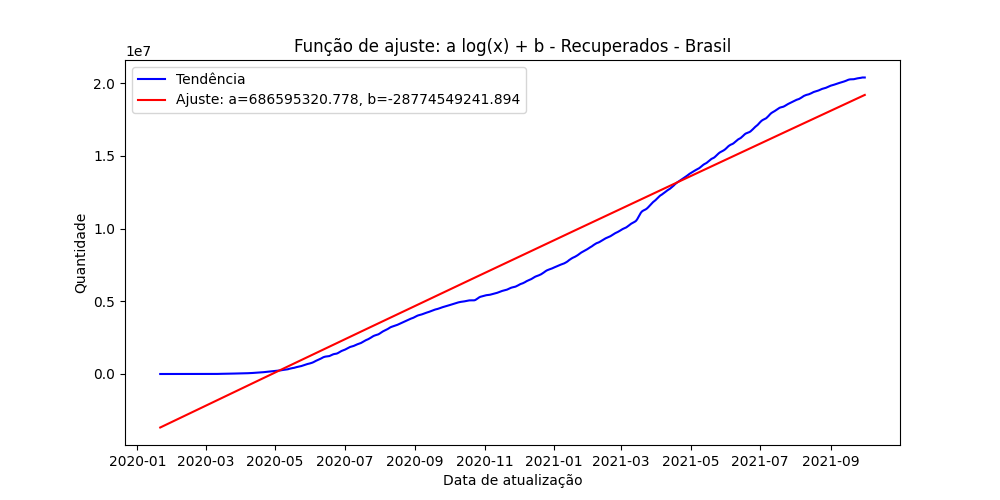 Função de ajuste: a log(x) + b - Recuperados - Brasil
1e7
Tendência
Ajuste: a=686595320.778, b=-28774549241.894
2.0
1.5
1.0
0.5
0.0
Quantidade
2020-01 2020-03 2020-05 2020-07 2020-09 2020-11 2021-01 2021-03 2021-05 2021-07 2021-09
Data de atualização